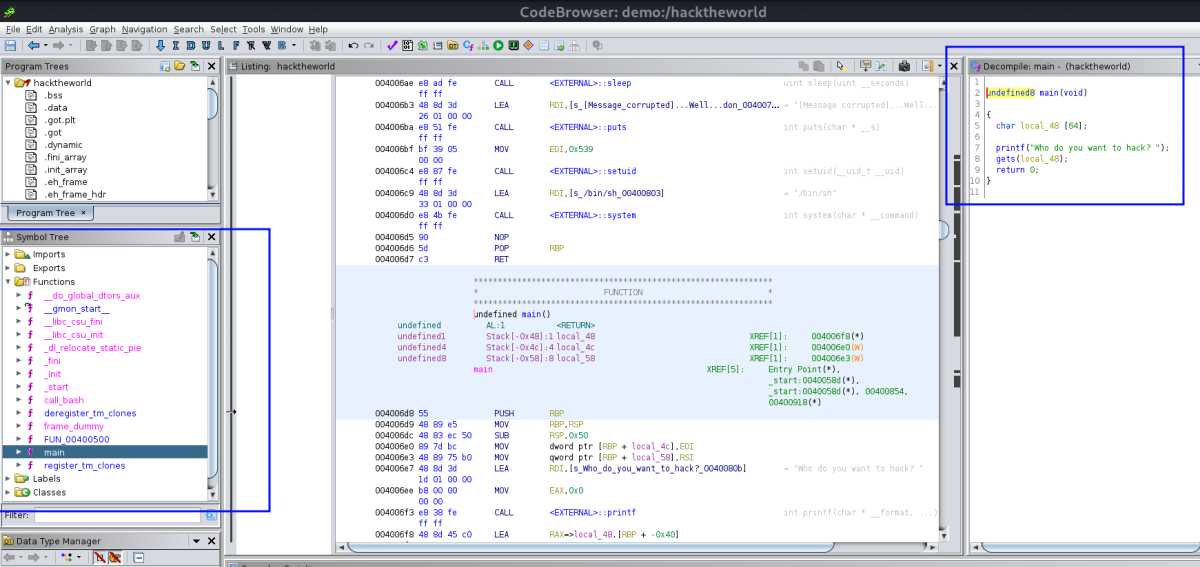 CodeBrowser: demo:/hacktheworld
File Edit Analysis Graph Navigation Search Select Tools Window Help
I D U L F R V B
Program Trees
hacktheworld
.bss
.data
.got.plt
.got
.dynamic
.fini_array
.init_array
.eh_frame
.eh_frame_hdr
Program Tree ×
Symbol Tree
Imports
Exports
Functions
f __do_global_dtors_aux
f __gmon_start__
f __libc_csu_fini
f __libc_csu_init
f _dl_relocate_static_pie
f _fini
f _init
f _start
f call_bash
f deregister_tm_clones
f frame_dummy
f FUN_00400500
f main
f register_tm_clones
Labels
Classes
Filter:
Data Type Manager
Listing: hacktheworld
004006ae e8 ad fe CALL <EXTERNAL>::sleep uint sleep(uint __seconds)
ff ff
004006b3 48 8d 3d LEA RDI,[s_[Message_corrupted]...Well...don_004007... = "[Message corrupted]...Well...
26 01 00 00
004006ba e8 51 fe CALL <EXTERNAL>::puts int puts(char * __s)
ff ff
004006bf bf 39 05 MOV EDI,0x539
00 00
004006c4 e8 87 fe CALL <EXTERNAL>::setuid int setuid(__uid_t __uid)
ff ff
004006c9 48 8d 3d LEA RDI,[s_/bin/sh_00400803] = "/bin/sh"
33 01 00 00
004006d0 e8 4b fe CALL <EXTERNAL>::system int system(char * __command)
ff ff
004006d5 90 NOP
004006d6 5d POP RBP
004006d7 c3 RET
**************************************************************
* FUNCTION *
**************************************************************
undefined main()
undefined AL:1 <RETURN>
undefined1 Stack[-0x48]:1 local_48 XREF[1]: 004006f8(*)
undefined4 Stack[-0x4c]:4 local_4c XREF[1]: 004006e0(W)
undefined8 Stack[-0x58]:8 local_58 XREF[1]: 004006e3(W)
main XREF[5]: Entry Point(*),
_start:0040058d(*),
_start:0040058d(*), 00400854,
00400918(*)
004006d8 55 PUSH RBP
004006d9 48 89 e5 MOV RBP,RSP
004006dc 48 83 ec 50 SUB RSP,0x50
004006e0 89 7d bc MOV dword ptr [RBP + local_4c],EDI
004006e3 48 89 75 b0 MOV qword ptr [RBP + local_58],RSI
004006e7 48 8d 3d LEA RDI,[s_Who_do_you_want_to_hack?_0040080b] = "Who do you want to hack? "
1d 01 00 00
004006ee b8 00 00 MOV EAX,0x0
00 00
004006f3 e8 38 fe CALL <EXTERNAL>::printf int printf(char * __format, ...)
ff ff
004006f8 48 8d 45 c0 LEA RAX=>local_48,[RBP + -0x40]
Decompile: main - (hacktheworld)
1
2 undefined8 main(void)
3
4 {
5 char local_48 [64];
6
7 printf("Who do you want to hack? ");
8 gets(local_48);
9 return 0;
10 }
11